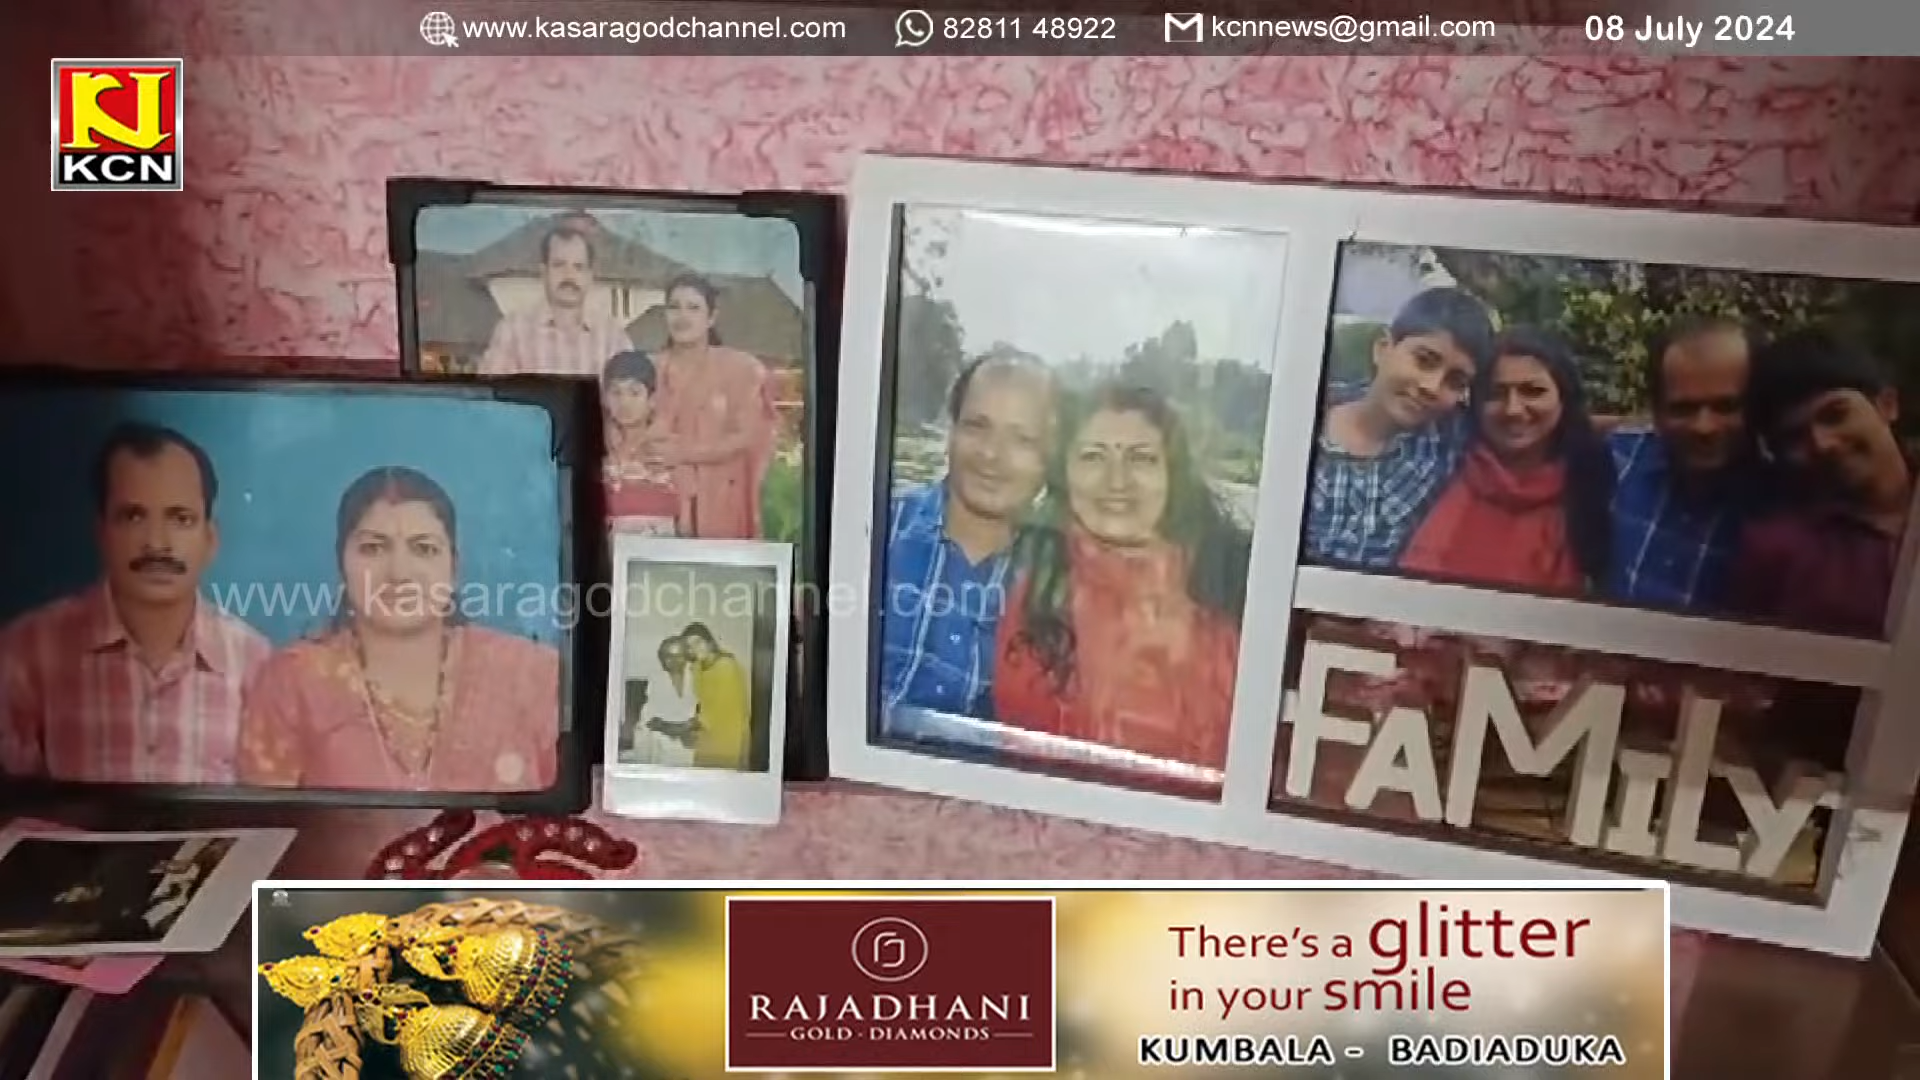 www.kasaragodchannel.com 82811 48922 kcnnews@gmail.com 08 July 2024
KCN
www.kasaragodchannel.com
FAMILY
RAJADHANI
GOLD - DIAMONDS
There's a glitter
in your smile
KUMBALA - BADIADUKA